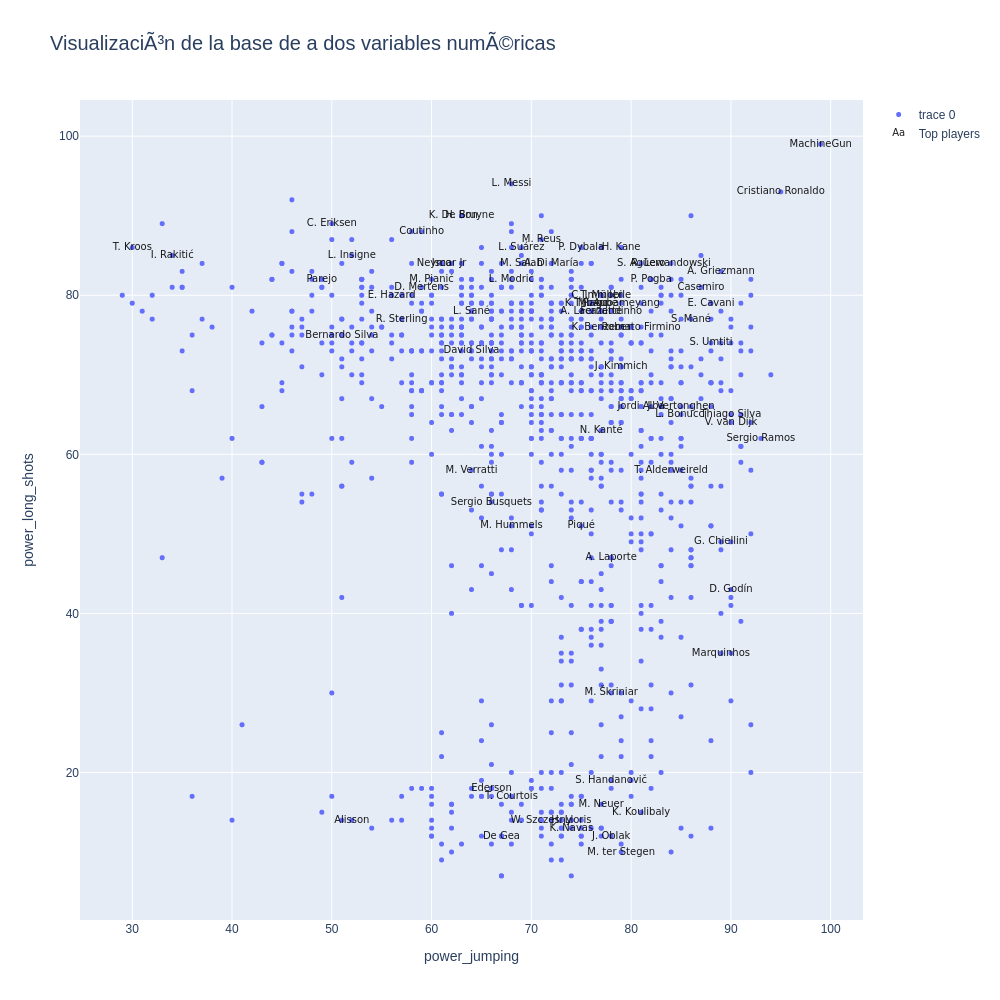 VisualizaciÃ³n de la base de a dos variables numÃ©ricas
trace 0
Aa Top players
100
80
60
40
20
power_long_shots
30 40 50 60 70 80 90 100
power_jumping
MachineGun
L. Messi
Cristiano Ronaldo
K. De Bruyne
C. Eriksen
Coutinho
M. Reus
T. Kroos
I. Rakitić
L. Insigne
L. Suárez
P. Dybala
H. Kane
Neymar Jr
M. Salah
A. Di María
S. Agüero
R. Lewandowski
A. Griezmann
Parejo
M. Pjanić
L. Modrić
P. Pogba
Casemiro
D. Mertens
E. Hazard
E. Cavani
L. Sané
R. Sterling
S. Mané
K. Benzema
Roberto Firmino
Bernardo Silva
David Silva
S. Umtiti
J. Kimmich
Jordi Alba
J. Vertonghen
L. Bonucci
Thiago Silva
V. van Dijk
N. Kanté
Sergio Ramos
M. Verratti
T. Alderweireld
Sergio Busquets
M. Hummels
Piqué
G. Chiellini
A. Laporte
D. Godín
Marquinhos
M. Škriniar
S. Handanovič
Ederson
T. Courtois
M. Neuer
K. Koulibaly
Alisson
W. Szczęsny
H. Lloris
K. Navas
De Gea
J. Oblak
M. ter Stegen